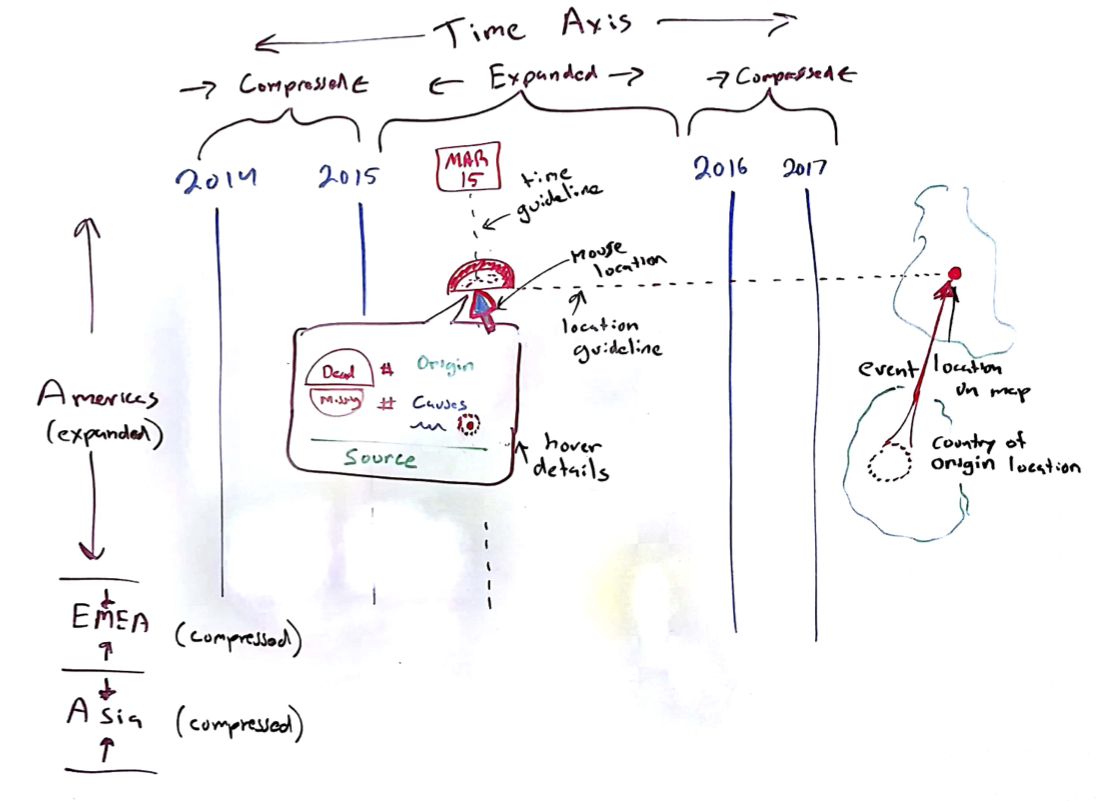 Time Axis
Compressed
Expanded
Compressed
2014
2015
MAR
15
2016
2017
time
guideline
mouse
location
location
guideline
Dead # Origin
Missing # Causes
Source
hover
details
event location
on map
Country of
Origin location
Americas
(expanded)
EMEA
(compressed)
Asia
(compressed)